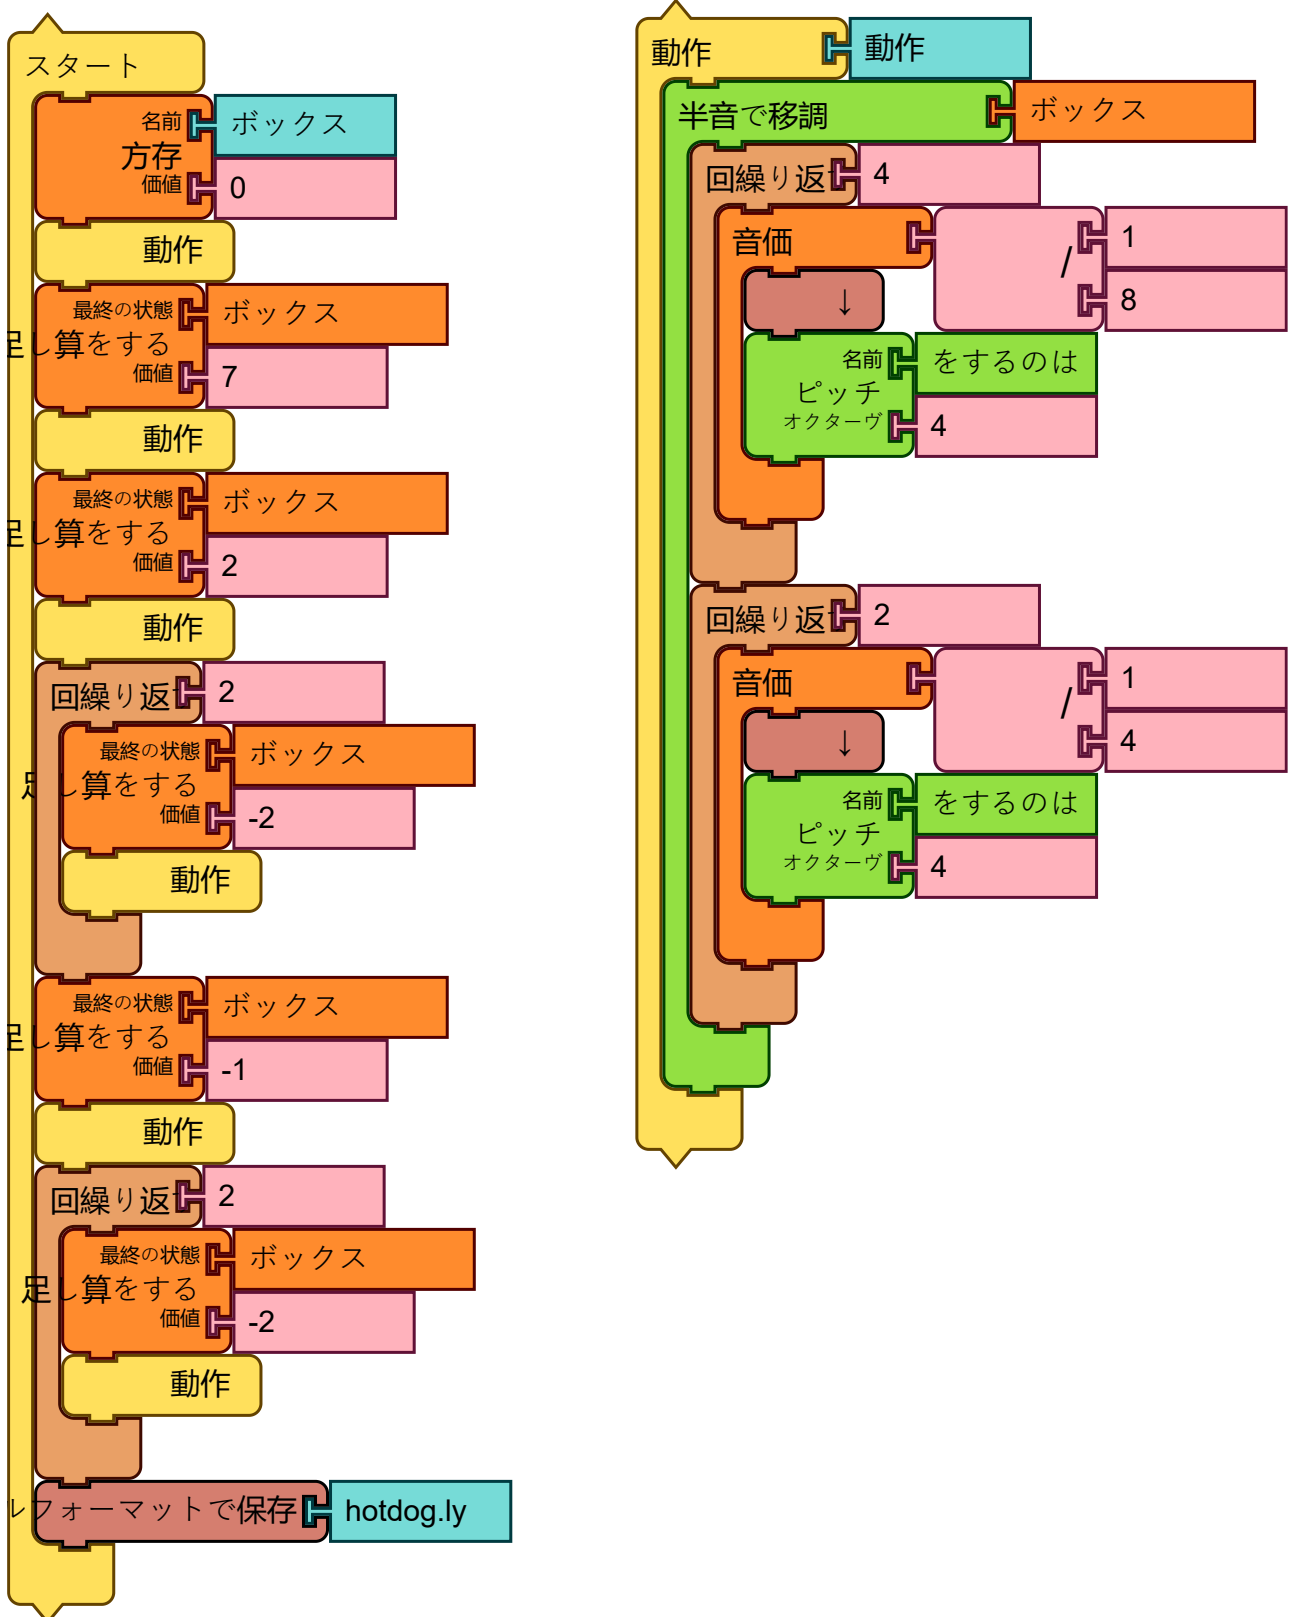 スタート
名前
ボックス
方存
価値
0
動作
最終の状態
ボックス
足し算をする
価値
7
動作
最終の状態
ボックス
足し算をする
価値
2
動作
回繰り返す
2
最終の状態
ボックス
足し算をする
価値
-2
動作
最終の状態
ボックス
足し算をする
価値
-1
動作
回繰り返す
2
最終の状態
ボックス
足し算をする
価値
-2
動作
ルフォーマットで保存
hotdog.ly
動作
動作
半音で移調
ボックス
回繰り返す
4
音価
/
1
8
↓
名前
をするのは
ピッチ
オクターヴ
4
回繰り返す
2
音価
/
1
4
↓
名前
をするのは
ピッチ
オクターヴ
4